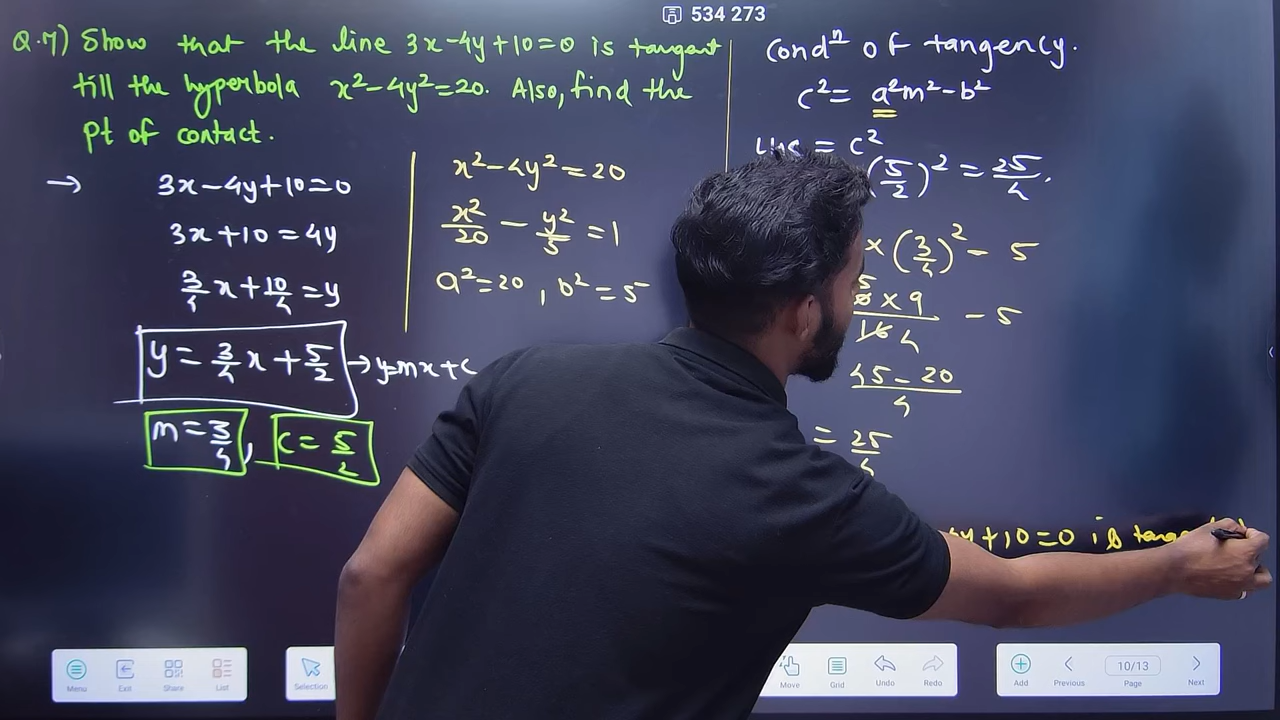 534 273
Q.7) Show that the line 3x-4y+10=0 is tangent
till the hyperbola x²-4y²=20. Also, find the
pt of contact.
→ 3x-4y+10=0
3x+10=4y
3/4 x+10/4=y
y=3/4 x+5/2 → y=mx+c
m=3/4, c=5/2
x²-4y²=20
x²/20 - y²/5 =1
a²=20, b²=5
Condⁿ of tangency.
c²= a²m²-b²
= c²
(5/2)²=25/4.
×(3/4)²-5
5
×9/16 4 -5
45-20/4
= 25/4
4y+10=0 is
Menu
Exit
Share
List
Selection
Move
Grid
Undo
Redo
Add
Previous
10/13
Page
Next